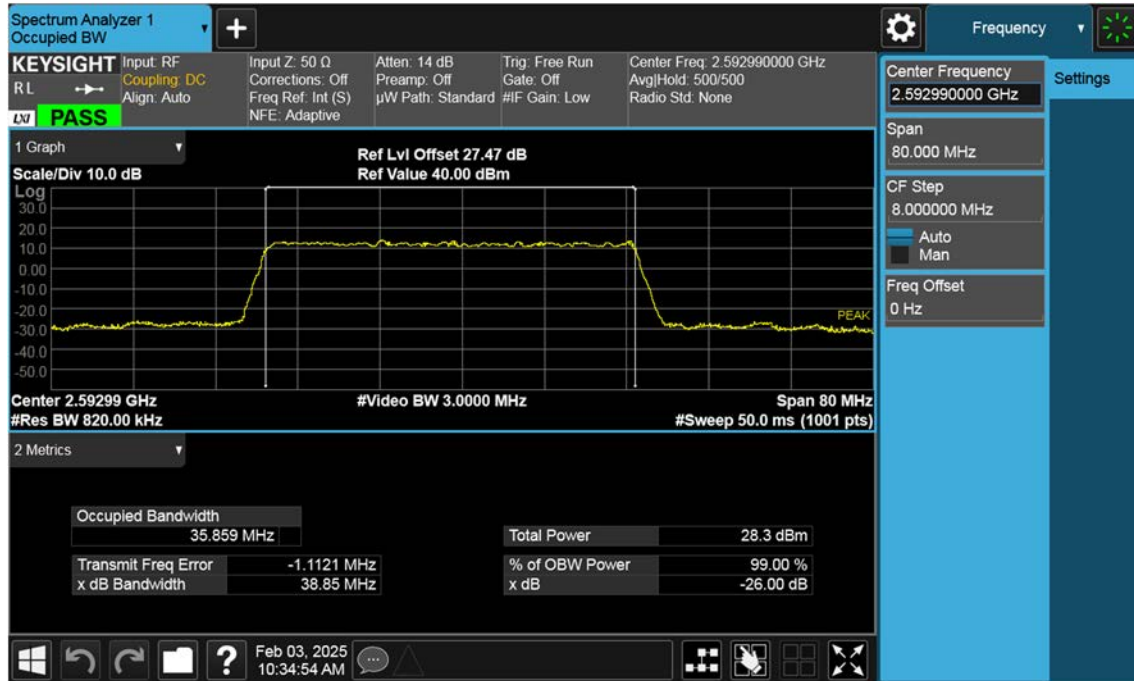 Spectrum Analyzer 1
Occupied BW
+
Frequency
KEYSIGHT
R L
LXI
PASS
Input: RF
Coupling: DC
Align: Auto
Input Z: 50 Ω
Corrections: Off
Freq Ref: Int (S)
NFE: Adaptive
Atten: 14 dB
Preamp: Off
µW Path: Standard
Trig: Free Run
Gate: Off
#IF Gain: Low
Center Freq: 2.592990000 GHz
Avg|Hold: 500/500
Radio Std: None
Center Frequency
2.592990000 GHz
Settings
Span
80.000 MHz
CF Step
8.000000 MHz
Auto
Man
Freq Offset
0 Hz
1 Graph
Scale/Div 10.0 dB
Ref Lvl Offset 27.47 dB
Ref Value 40.00 dBm
Log
30.0
20.0
10.0
0.00
-10.0
-20.0
-30.0
-40.0
-50.0
PEAK
Center 2.59299 GHz
#Video BW 3.0000 MHz
Span 80 MHz
#Res BW 820.00 kHz
#Sweep 50.0 ms (1001 pts)
2 Metrics
Occupied Bandwidth
35.859 MHz
Total Power 28.3 dBm
Transmit Freq Error -1.1121 MHz
% of OBW Power 99.00 %
x dB Bandwidth 38.85 MHz
x dB -26.00 dB
?
Feb 03, 2025
10:34:54 AM